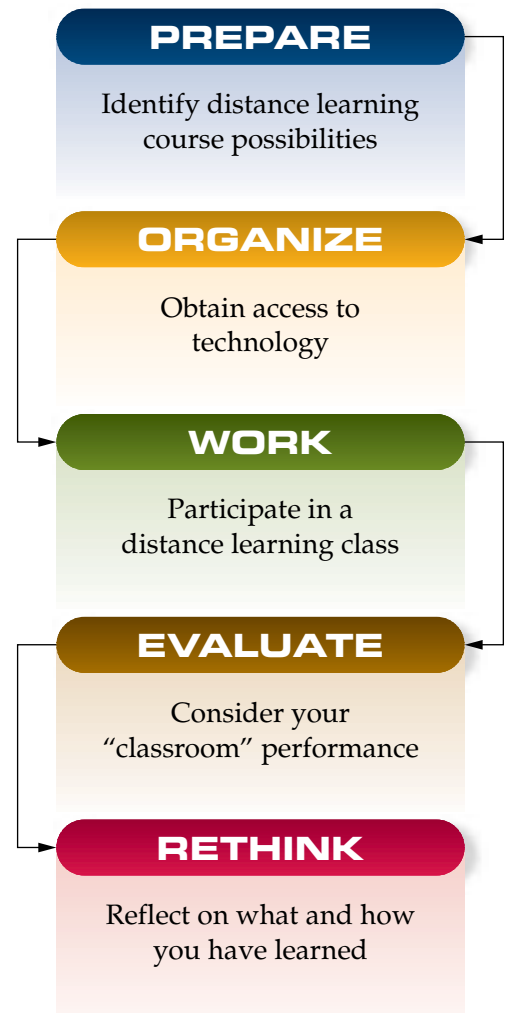 PREPARE
Identify distance learning
course possibilities
ORGANIZE
Obtain access to
technology
WORK
Participate in a
distance learning class
EVALUATE
Consider your
“classroom” performance
RETHINK
Reflect on what and how
you have learned